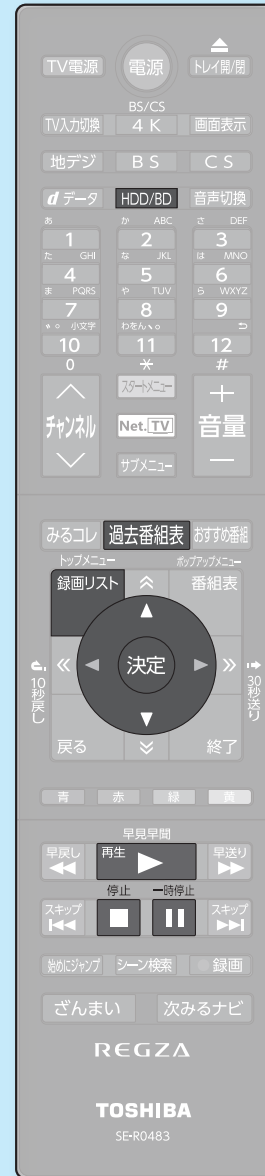 TV電源 電源 トレイ開/閉
BS/CS
TV入力切換 4K 画面表示
地デジ BS CS
dデータ HDD/BD 音声切換
あ か ABC さ DEF
1 2 3
た GHI な JKL は MNO
4 5 6
ま PQRS や TUV ら WXYZ
7 8 9
小文字 わをん、。
10 11 12
0 * #
スタートメニュー
チャンネル Net.TV 音量
サブメニュー
みるコレ 過去番組表 おすすめ番組
トップメニュー ポップアップメニュー
録画リスト 番組表
決定
10秒戻し 30秒送り
戻る 終了
青 赤 緑 黄
早見早聞
早戻し 再生 早送り
停止 一時停止
スキップ スキップ
始めにジャンプ シーン検索 録画
ざんまい 次みるナビ
REGZA
TOSHIBA
SE-R0483